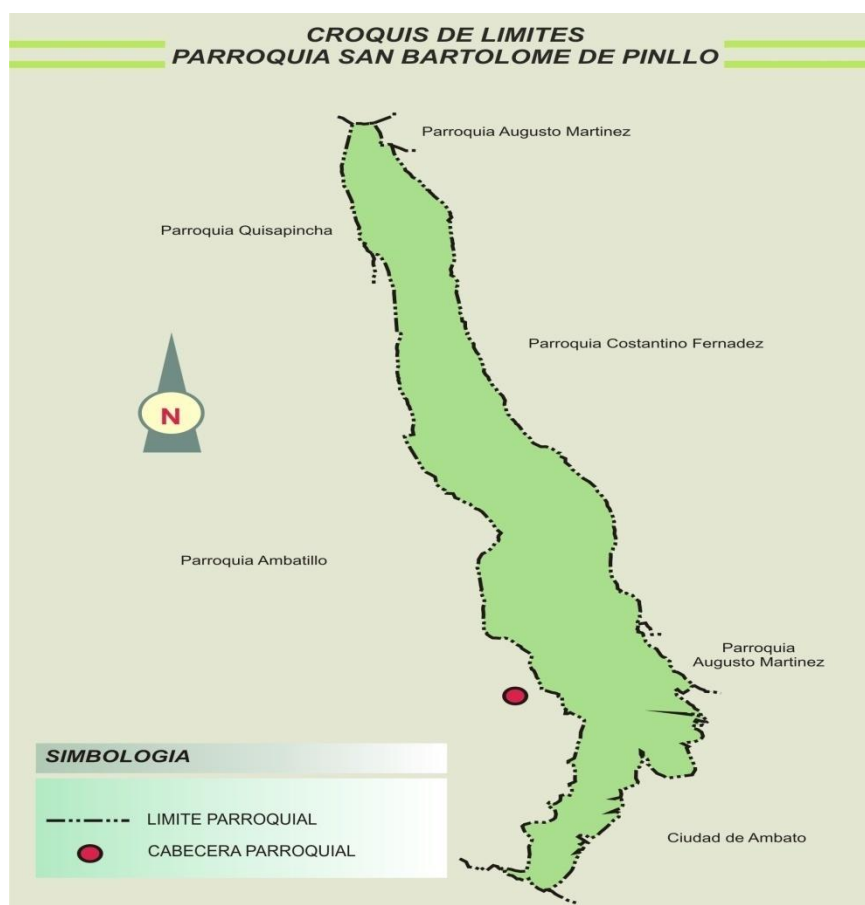 CROQUIS DE LIMITES
PARROQUIA SAN BARTOLOME DE PINLLO
Parroquia Augusto Martinez
Parroquia Quisapincha
Parroquia Costantino Fernadez
N
Parroquia Ambatillo
Parroquia
Augusto Martinez
SIMBOLOGIA
LIMITE PARROQUIAL
CABECERA PARROQUIAL
Ciudad de Ambato